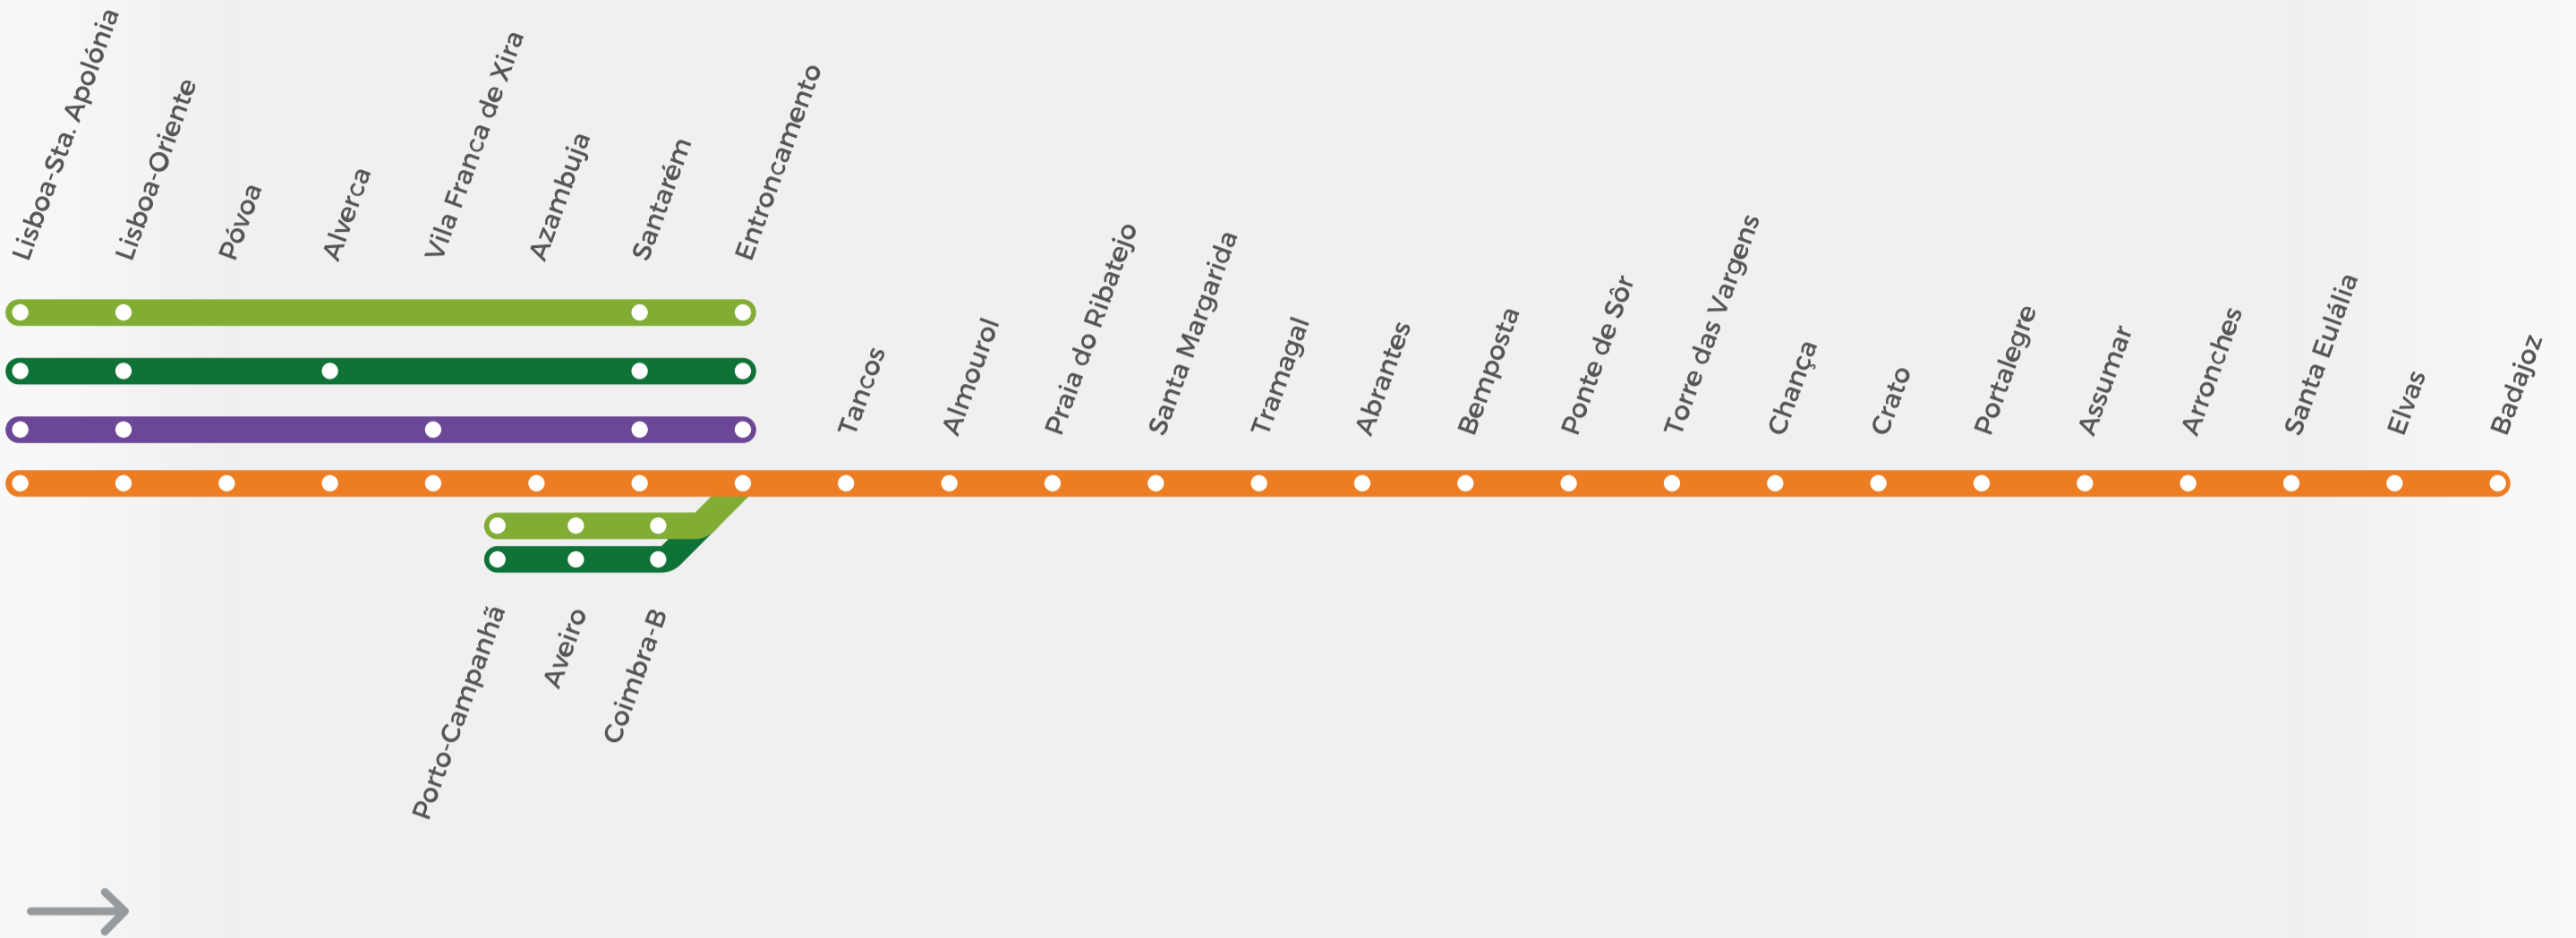 Lisboa-Sta. Apolónia
Lisboa-Oriente
Póvoa
Alverca
Vila Franca de Xira
Azambuja
Santarém
Entroncamento
Tancos
Almourol
Praia do Ribatejo
Santa Margarida
Tramagal
Abrantes
Bemposta
Ponte de Sôr
Torre das Vargens
Chança
Crato
Portalegre
Assumar
Arronches
Santa Eulália
Elvas
Badajoz
Porto-Campanhã
Aveiro
Coimbra-B